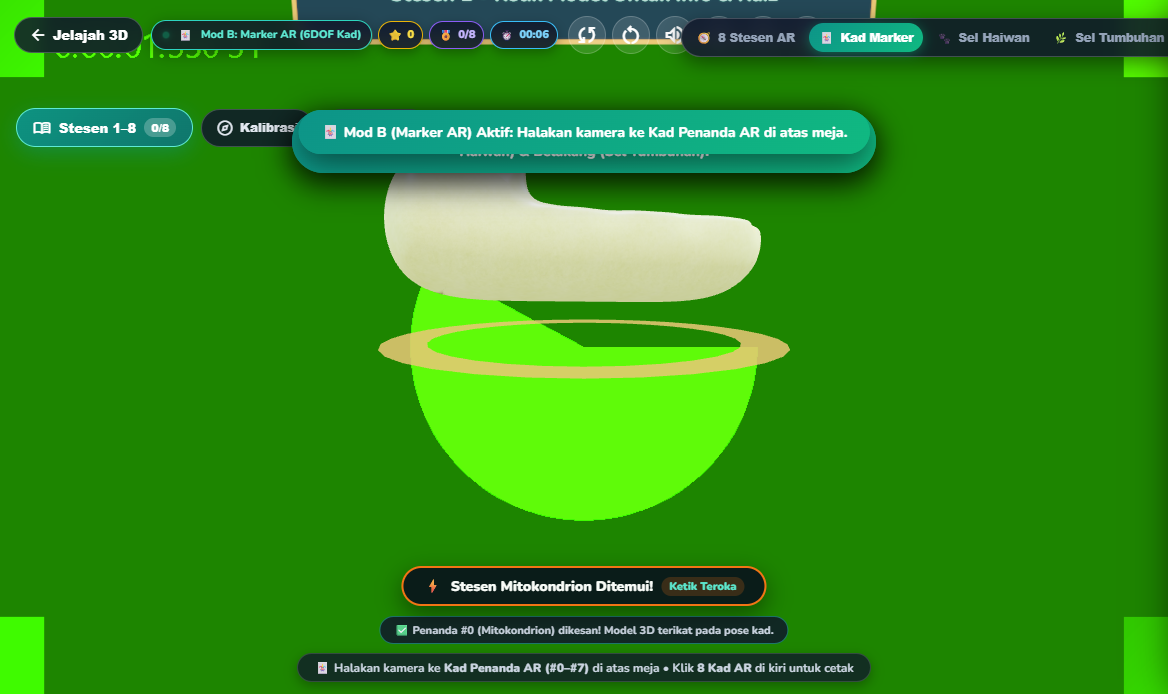 Jelajah 3D
Mod B: Marker AR (6DOF Kad)
0
0/8
00:06
8 Stesen AR
Kad Marker
Sel Haiwan
Sel Tumbuhan
Stesen 1–8 0/8
Kalibrasi
Mod B (Marker AR) Aktif: Halakan kamera ke Kad Penanda AR di atas meja.
Stesen Mitokondrion Ditemui! Ketik Teroka
Penanda #0 (Mitokondrion) dikesan! Model 3D terikat pada pose kad.
Halakan kamera ke Kad Penanda AR (#0–#7) di atas meja • Klik 8 Kad AR di kiri untuk cetak